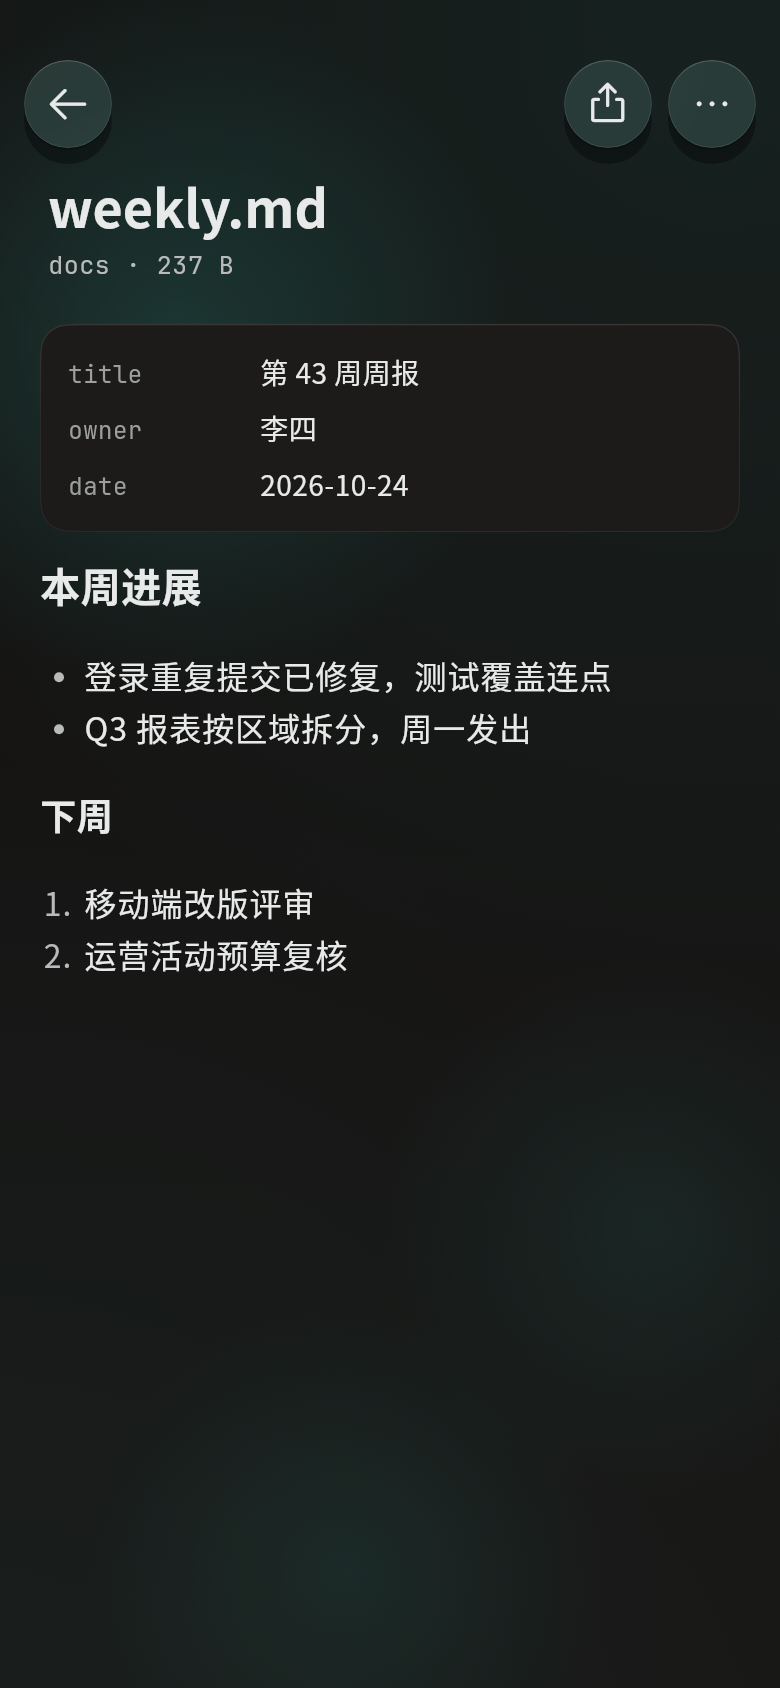 weekly.md
docs · 237 B
title 第 43 周周报
owner 李四
date 2026-10-24
本周进展
• 登录重复提交已修复，测试覆盖连点
• Q3 报表按区域拆分，周一发出
下周
1. 移动端改版评审
2. 运营活动预算复核